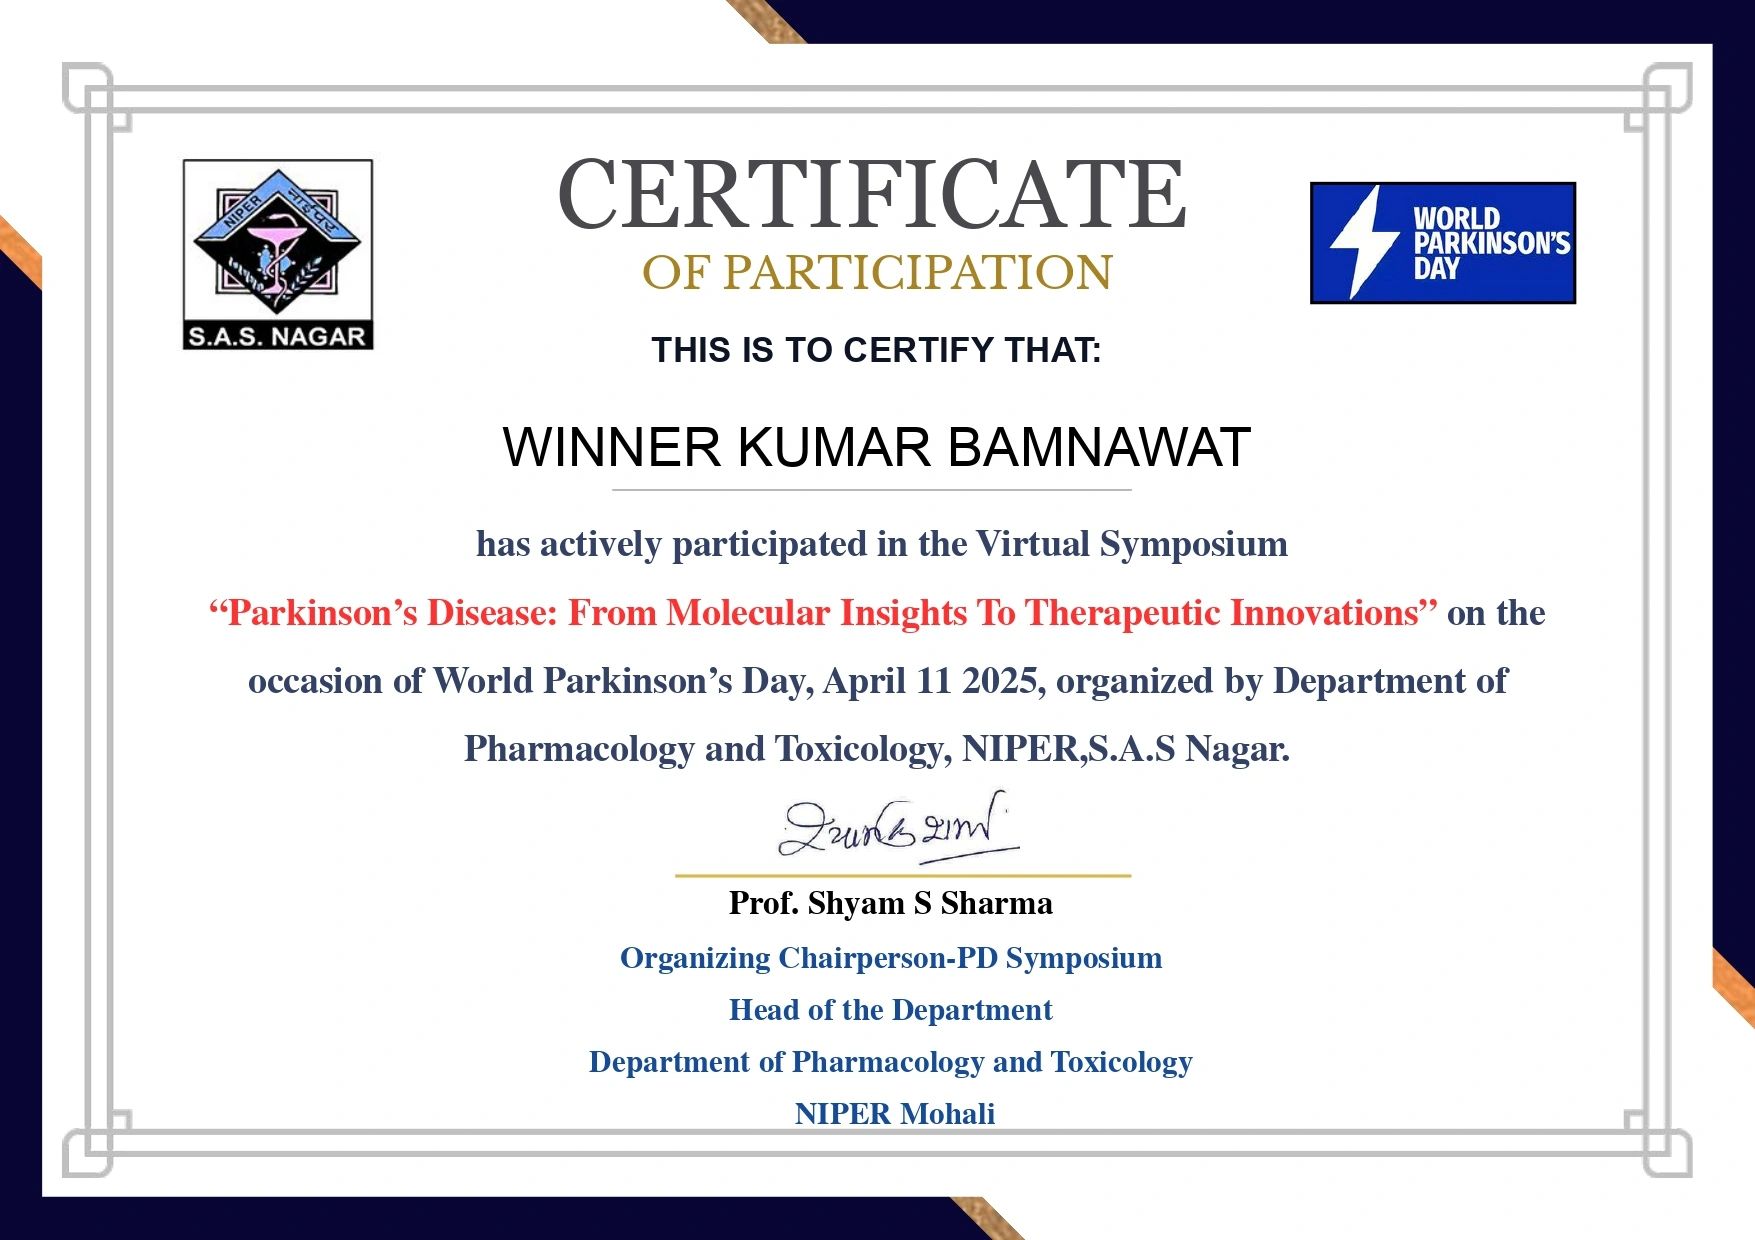 CERTIFICATE
OF PARTICIPATION
NIPER नाईपर
S.A.S. NAGAR
WORLD
PARKINSON'S
DAY
THIS IS TO CERTIFY THAT:
WINNER KUMAR BAMNAWAT
has actively participated in the Virtual Symposium
“Parkinson’s Disease: From Molecular Insights To Therapeutic Innovations” on the
occasion of World Parkinson’s Day, April 11 2025, organized by Department of
Pharmacology and Toxicology, NIPER,S.A.S Nagar.
Prof. Shyam S Sharma
Organizing Chairperson-PD Symposium
Head of the Department
Department of Pharmacology and Toxicology
NIPER Mohali